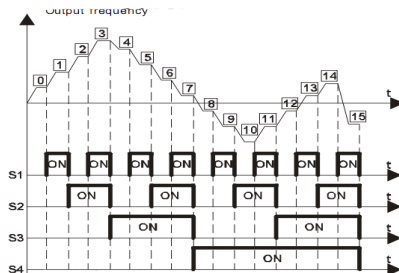 Output frequency
0 1 2 3 4 5 6 7 8 9 10 11 12 13 14 15
t
S1 ON ON ON ON ON ON ON ON t
S2 ON ON ON ON t
S3 ON ON t
S4 ON t